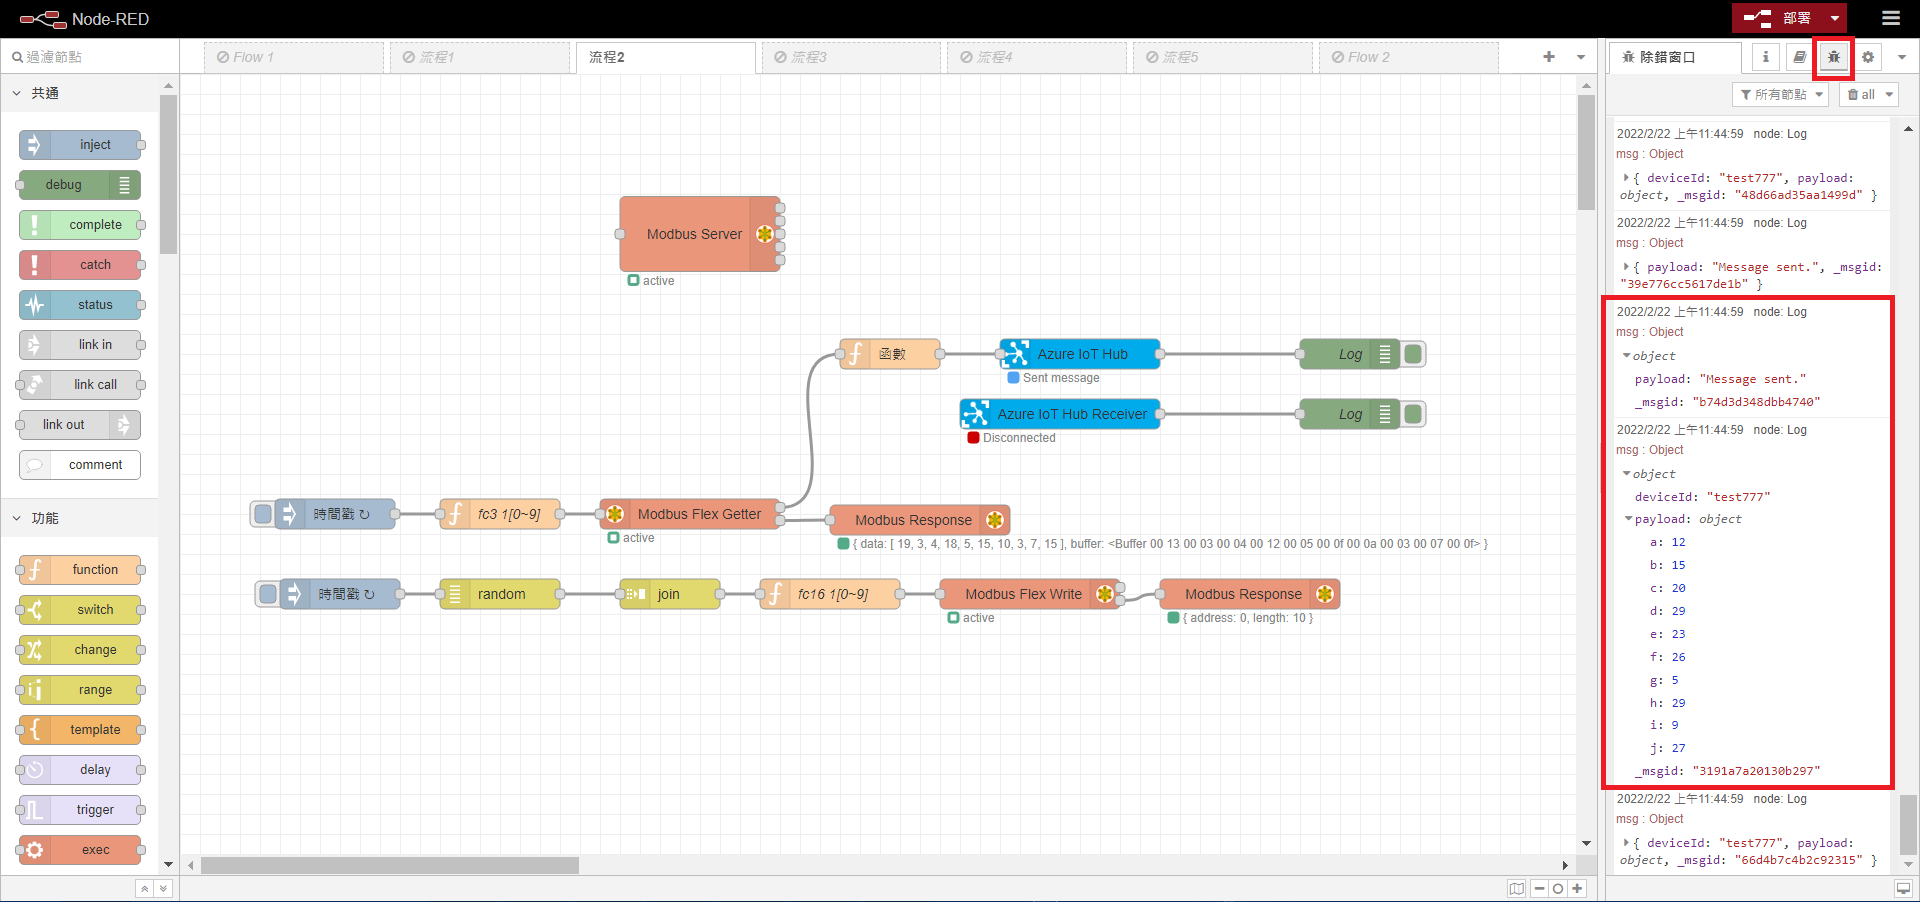 Node-RED
部署
過濾節點
Flow 1
流程1
流程2
流程3
流程4
流程5
Flow 2
除錯窗口
所有節點
all
共通
inject
debug
complete
catch
status
link in
link call
link out
comment
功能
function
switch
change
range
template
delay
trigger
exec
Modbus Server
active
函數
Azure IoT Hub
Sent message
Log
Azure IoT Hub Receiver
Disconnected
Log
時間戳 ↻
fc3 1[0~9]
Modbus Flex Getter
active
Modbus Response
{ data: [ 19, 3, 4, 18, 5, 15, 10, 3, 7, 15 ], buffer: <Buffer 00 13 00 03 00 04 00 12 00 05 00 0f 00 0a 00 03 00 07 00 0f> }
時間戳 ↻
random
join
fc16 1[0~9]
Modbus Flex Write
active
Modbus Response
{ address: 0, length: 10 }
2022/2/22 上午11:44:59 node: Log
msg : Object
{ deviceId: "test777", payload:
object, _msgid: "48d66ad35aa1499d" }
2022/2/22 上午11:44:59 node: Log
msg : Object
{ payload: "Message sent.", _msgid:
"39e776cc5617de1b" }
2022/2/22 上午11:44:59 node: Log
msg : Object
object
payload: "Message sent."
_msgid: "b74d3d348dbb4740"
2022/2/22 上午11:44:59 node: Log
msg : Object
object
deviceId: "test777"
payload: object
a: 12
b: 15
c: 20
d: 29
e: 23
f: 26
g: 5
h: 29
i: 9
j: 27
_msgid: "3191a7a20130b297"
2022/2/22 上午11:44:59 node: Log
msg : Object
{ deviceId: "test777", payload:
object, _msgid: "66d4b7c4b2c92315" }